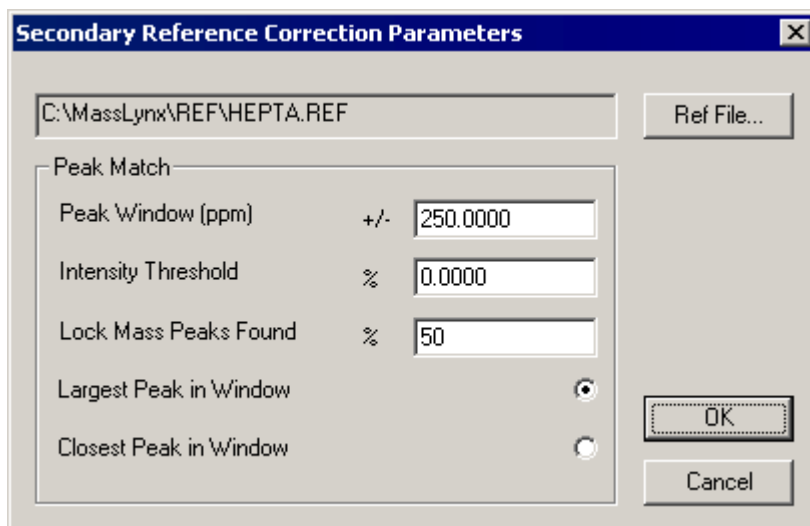 Secondary Reference Correction Parameters
C:\MassLynx\REF\HEPTA.REF
Ref File...
Peak Match
Peak Window (ppm) +/- 250.0000
Intensity Threshold % 0.0000
Lock Mass Peaks Found % 50
Largest Peak in Window
OK
Closest Peak in Window
Cancel